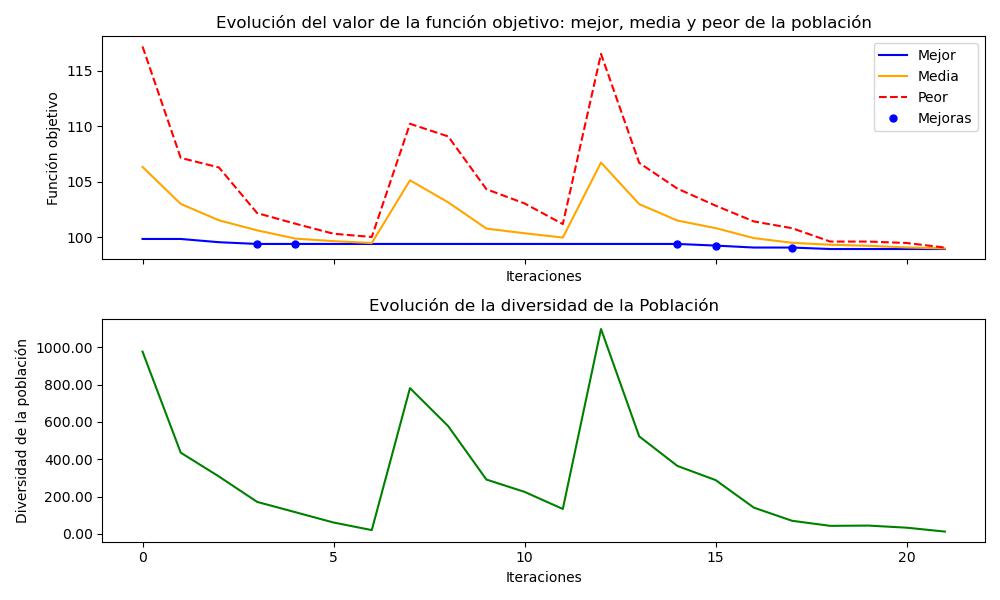 Evolución del valor de la función objetivo: mejor, media y peor de la población
Función objetivo
115
110
105
100
Mejor
Media
Peor
Mejoras
Iteraciones
Evolución de la diversidad de la Población
Diversidad de la población
1000.00
800.00
600.00
400.00
200.00
0.00
0 5 10 15 20
Iteraciones